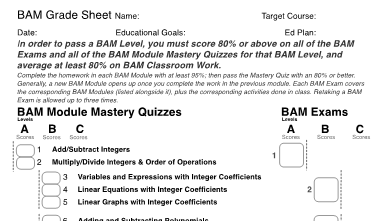 BAM Grade Sheet Name: Target Course:
Date: Educational Goals: Ed Plan:
In order to pass a BAM Level, you must score 80% or above on all of the BAM
Exams and all of the BAM Module Mastery Quizzes for that BAM Level, and
average at least 80% on BAM Classroom Work.
Complete the homework in each BAM Module with at least 95%; then pass the Mastery Quiz with an 80% or better.
Generally, a new BAM Module opens up once you complete the work in the previous module. Each BAM Exam covers
the corresponding BAM Modules (listed alongside it), plus the corresponding activities done in class. Retaking a BAM
Exam is allowed up to three times.
BAM Module Mastery Quizzes BAM Exams
Levels Levels
A B C A B C
Scores Scores Scores Scores Scores Scores
1 Add/Subtract Integers
2 Multiply/Divide Integers & Order of Operations
1
3 Variables and Expressions with Integer Coefficients
4 Linear Equations with Integer Coefficients
5 Linear Graphs with Integer Coefficients
2
6 Adding and Subtracting Polynomials